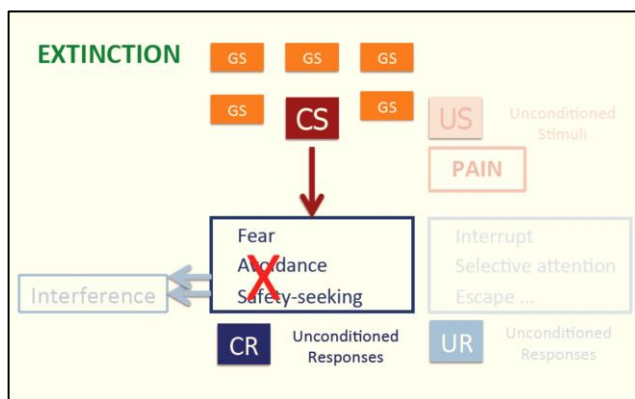 EXTINCTION
GS GS GS
GS CS GS
US Unconditioned
Stimuli
PAIN
Fear
Avoidance
Safety-seeking
Interference
Interrupt
Selective attention
Escape ...
CR Unconditioned
Responses
UR Unconditioned
Responses